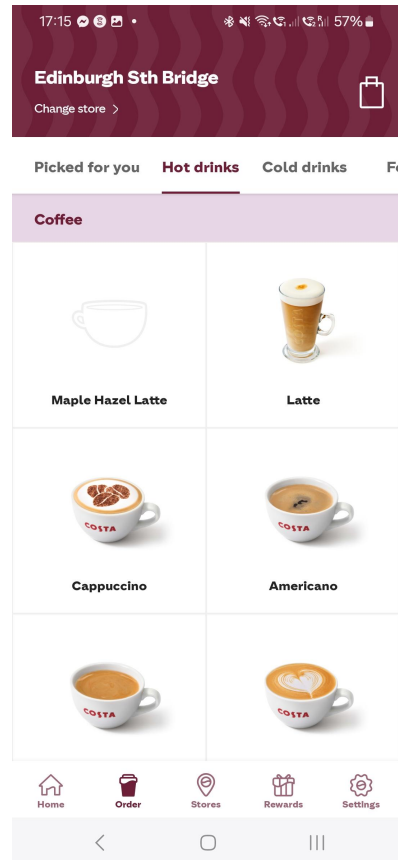 17:15 57%
Edinburgh Sth Bridge
Change store >
Picked for you Hot drinks Cold drinks
Coffee
Maple Hazel Latte Latte
COSTA COSTA
Cappuccino Americano
COSTA COSTA
Home Order Stores Rewards Settings